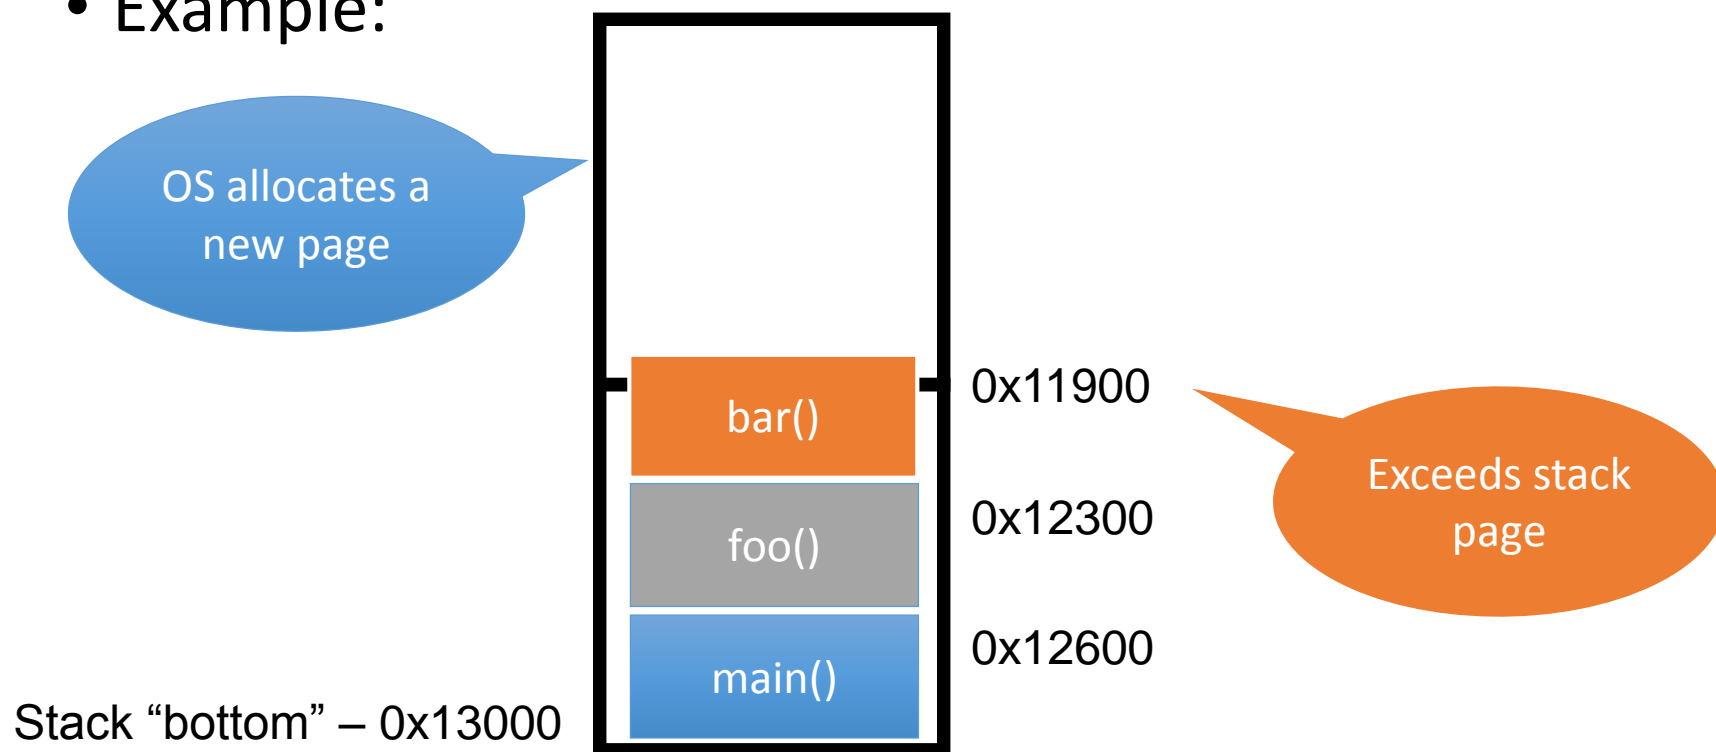 • Example:
OS allocates a
new page
0x11900
bar()
Exceeds stack
page
0x12300
foo()
0x12600
main()
Stack “bottom” – 0x13000